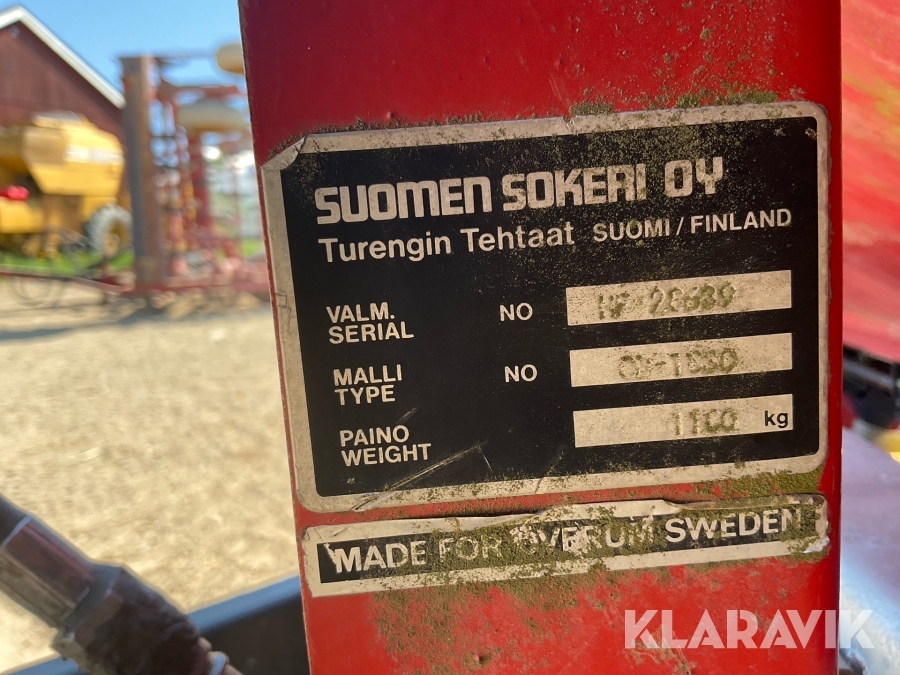 SUOMEN SOKERI OY
Turengin Tehtaat SUOMI / FINLAND
VALM. NO
SERIAL
MALLI NO
TYPE
PAINO 1100 kg
WEIGHT
MADE FOR ÖVERUM SWEDEN
KLARAVIK